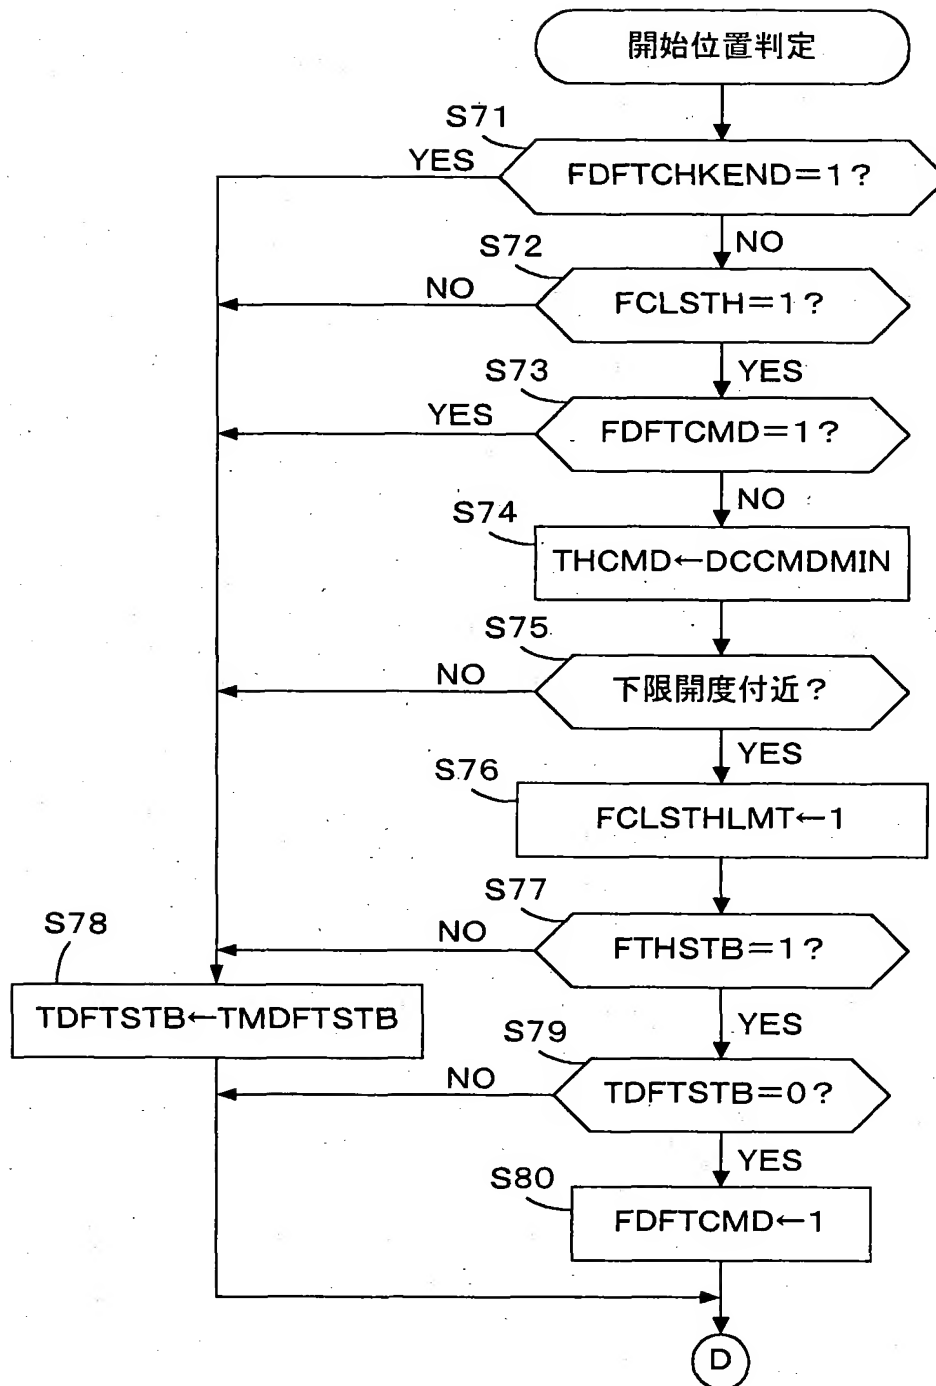 開始位置判定
S71
YES
FDFTCHKEND=1?
NO
S72
NO
FCLSTH=1?
YES
S73
YES
FDFTCMD=1?
NO
S74
THCMD←DCCMDMIN
S75
NO
下限開度付近?
YES
S76
FCLSTHLMT←1
S77
NO
FTHSTB=1?
YES
S78
TDFTSTB←TMDFTSTB
S79
NO
TDFTSTB=0?
YES
S80
FDFTCMD←1
D